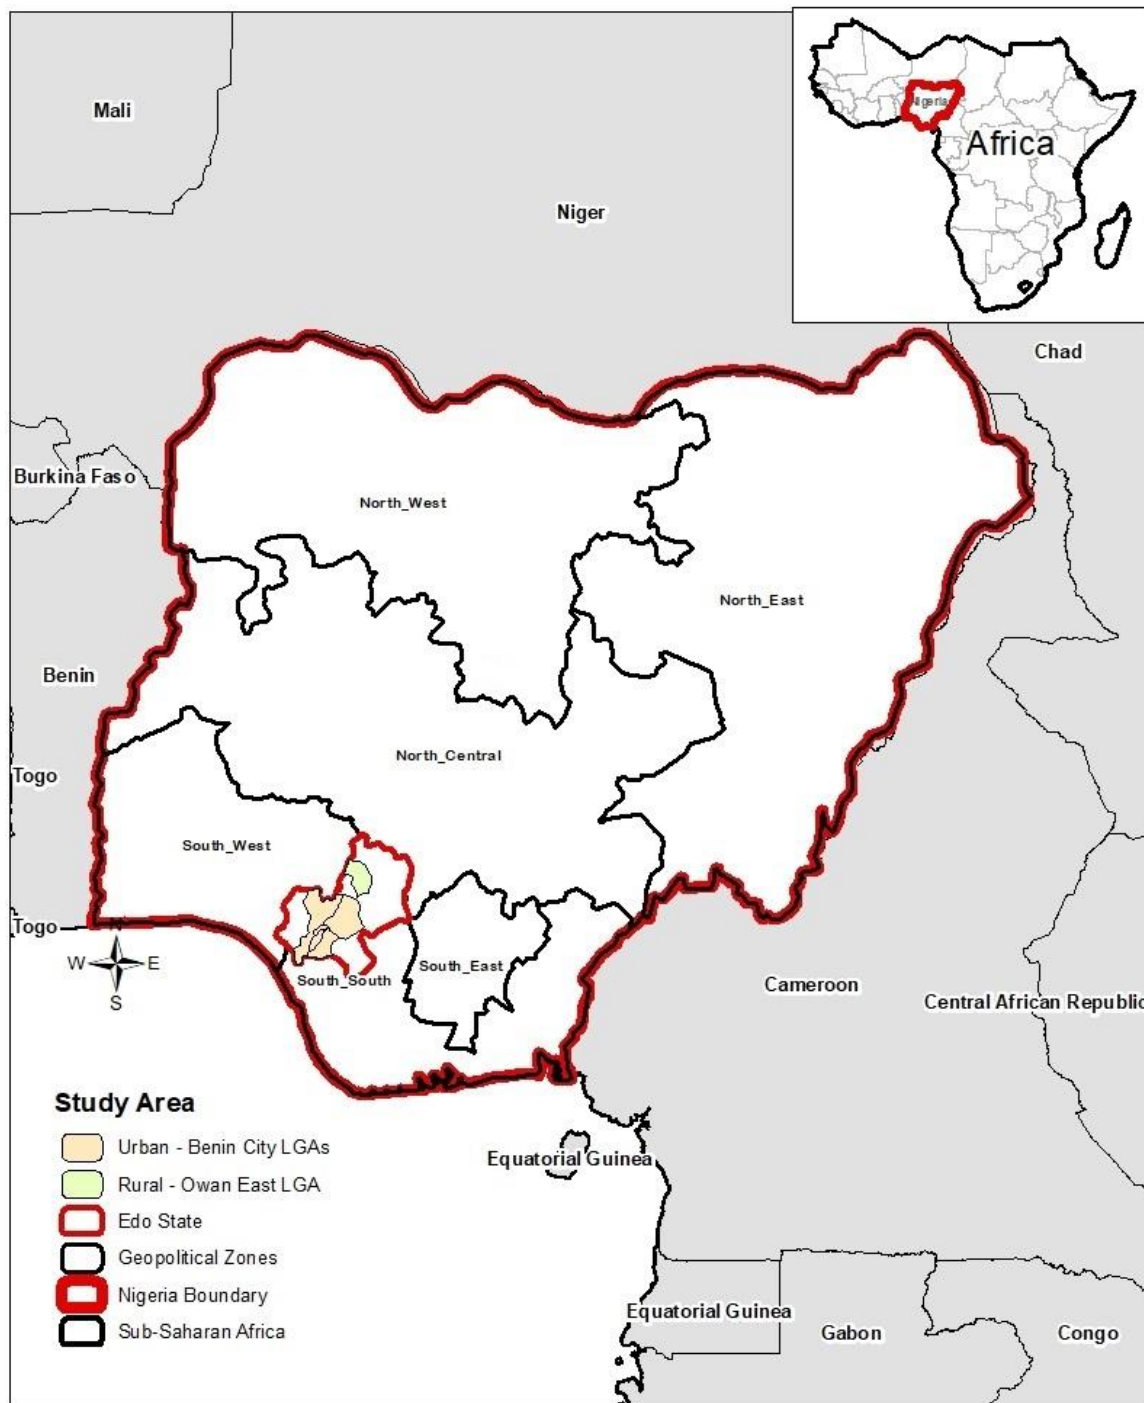 Mali
Niger
Nigeria
Africa
Chad
Burkina Faso
North_West
North_East
Benin
North_Central
Togo
South_West
Togo
N
W
E
S
South_East
South_South
Cameroon
Central African Republic
Study Area
Urban - Benin City LGAs
Equatorial Guinea
Rural - Owan East LGA
Edo State
Geopolitical Zones
Nigeria Boundary
Equatorial Guinea
Sub-Saharan Africa
Gabon
Congo